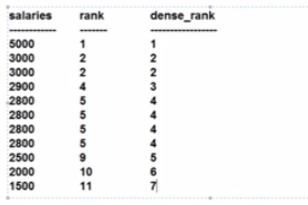 salaries rank dense_rank
------------ ------- -----------------
5000 1 1
3000 2 2
3000 2 2
2900 4 3
2800 5 4
2800 5 4
2800 5 4
2800 5 4
2500 9 5
2000 10 6
1500 11 7